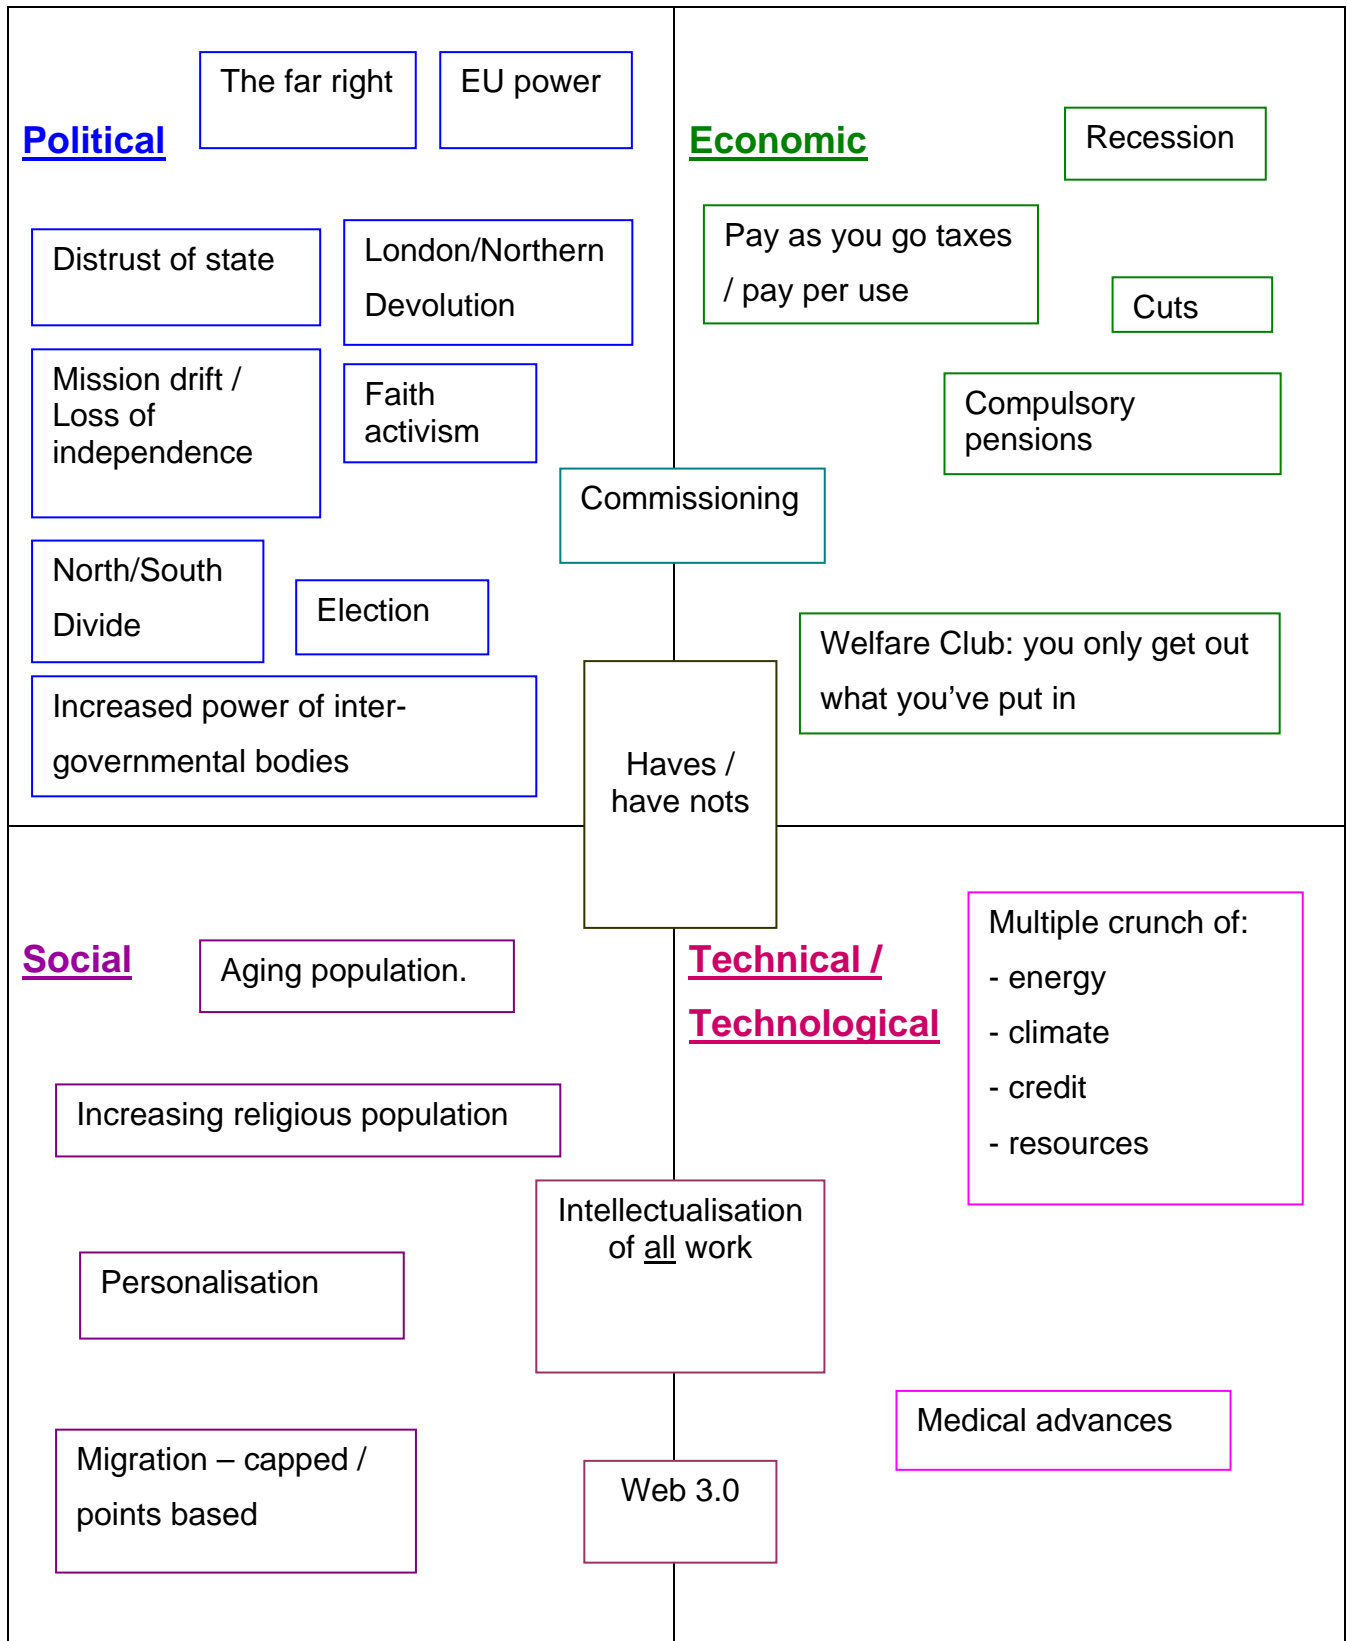 The far right
EU power
Political
Distrust of state
London/Northern
Devolution
Mission drift /
Loss of
independence
Faith
activism
North/South
Divide
Election
Increased power of inter-
governmental bodies
Economic
Recession
Pay as you go taxes
/ pay per use
Cuts
Compulsory
pensions
Commissioning
Welfare Club: you only get out
what you’ve put in
Haves /
have nots
Social
Aging population.
Increasing religious population
Personalisation
Migration – capped /
points based
Intellectualisation
of all work
Web 3.0
Technical /
Technological
Multiple crunch of:
- energy
- climate
- credit
- resources
Medical advances